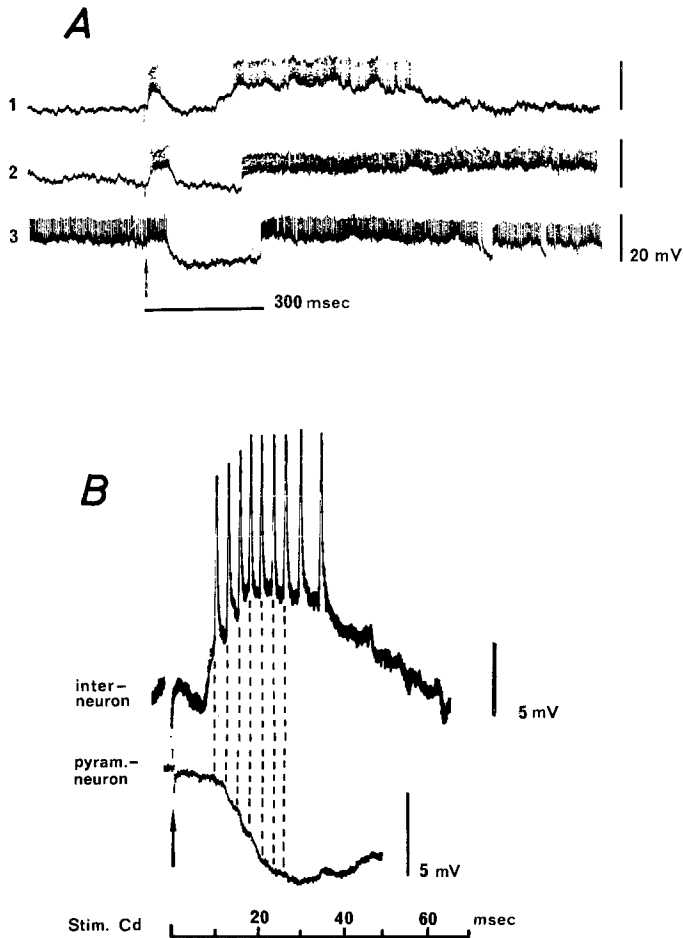 A
1
2
3
20 mV
300 msec
B
inter–
neuron
5 mV
pyram.–
neuron
5 mV
Stim. Cd
20 40 60 msec